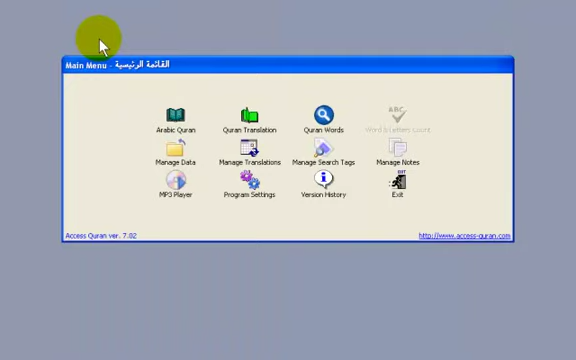 Main Menu - القائمة الرئيسية
Arabic Quran
Quran Translation
Quran Words
ABC
Word & Letters Count
Manage Data
Manage Translations
Manage Search Tags
Manage Notes
EXIT
MP3 Player
Program Settings
Version History
Exit
Access Quran ver. 7.02
http://www.access-quran.com